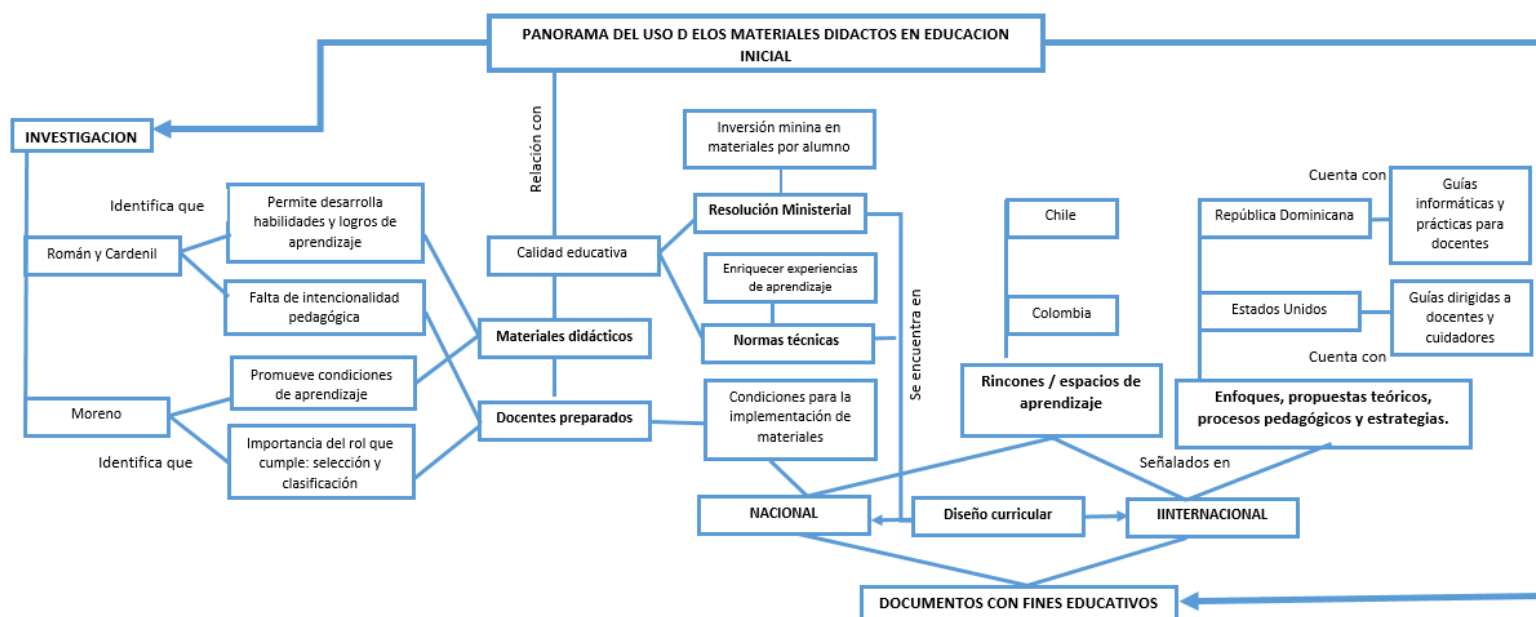 PANORAMA DEL USO D ELOS MATERIALES DIDACTOS EN EDUCACION
INICIAL
INVESTIGACION
Relación con
Inversión minina en
materiales por alumno
Identifica que
Permite desarrolla
habilidades y logros de
aprendizaje
Román y Cardenil
Falta de intencionalidad
pedagógica
Promueve condiciones
de aprendizaje
Moreno
Importancia del rol que
cumple: selección y
clasificación
Identifica que
Calidad educativa
Materiales didácticos
Docentes preparados
Resolución Ministerial
Enriquecer experiencias
de aprendizaje
Normas técnicas
Condiciones para la
implementación de
materiales
Se encuentra en
Chile
Colombia
Rincones / espacios de
aprendizaje
Cuenta con
República Dominicana
Guías
informáticas y
prácticas para
docentes
Estados Unidos
Guías dirigidas a
docentes y
cuidadores
Cuenta con
Enfoques, propuestas teóricos,
procesos pedagógicos y estrategias.
Señalados en
NACIONAL
Diseño curricular
IINTERNACIONAL
DOCUMENTOS CON FINES EDUCATIVOS